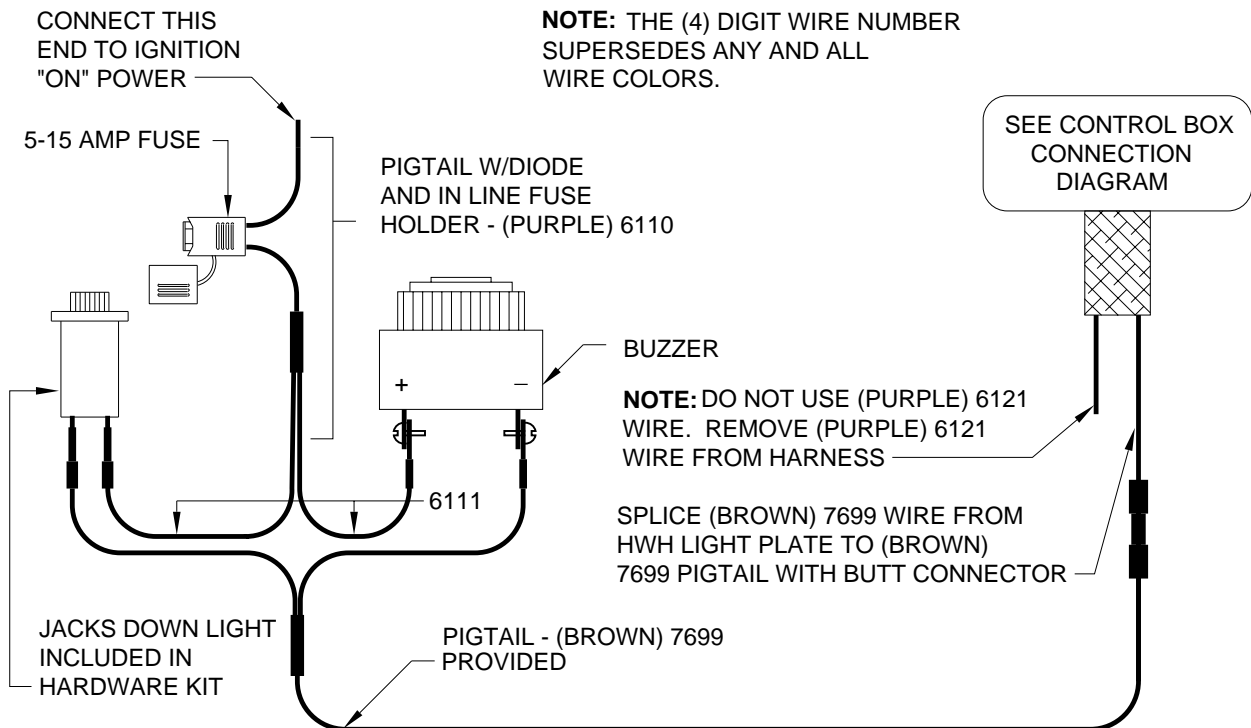 CONNECT THIS
END TO IGNITION
"ON" POWER
NOTE: THE (4) DIGIT WIRE NUMBER
SUPERSEDES ANY AND ALL
WIRE COLORS.
5-15 AMP FUSE
PIGTAIL W/DIODE
AND IN LINE FUSE
HOLDER - (PURPLE) 6110
SEE CONTROL BOX
CONNECTION
DIAGRAM
BUZZER
+ −
NOTE: DO NOT USE (PURPLE) 6121
WIRE. REMOVE (PURPLE) 6121
WIRE FROM HARNESS
6111
SPLICE (BROWN) 7699 WIRE FROM
HWH LIGHT PLATE TO (BROWN)
7699 PIGTAIL WITH BUTT CONNECTOR
JACKS DOWN LIGHT
INCLUDED IN
HARDWARE KIT
PIGTAIL - (BROWN) 7699
PROVIDED